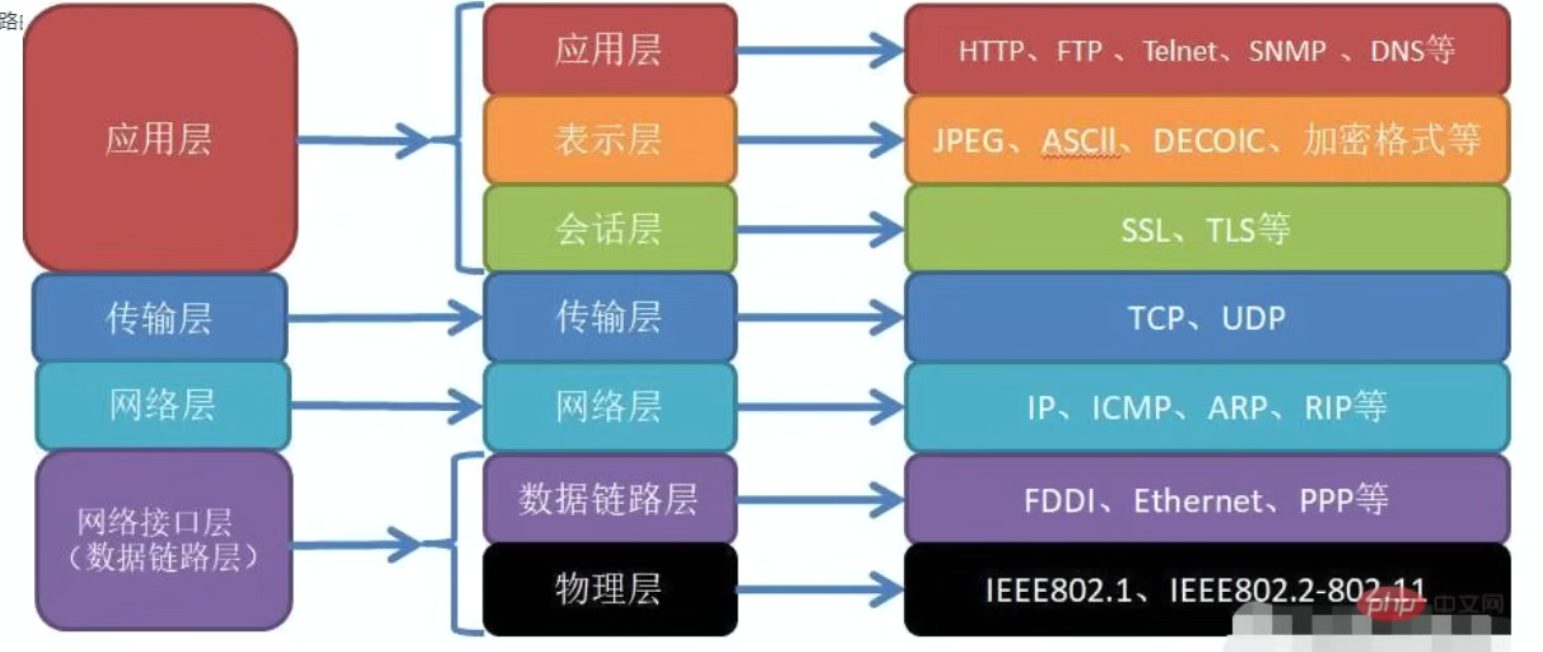 路
应用层
应用层
HTTP、FTP 、Telnet、SNMP 、DNS等
表示层
JPEG、ASCll、DECOIC、加密格式等
会话层
SSL、TLS等
传输层
传输层
TCP、UDP
网络层
网络层
IP、ICMP、ARP、RIP等
网络接口层
（数据链路层）
数据链路层
FDDI、Ethernet、PPP等
物理层
IEEE802.1、IEEE802.2-802.11
php 中文网